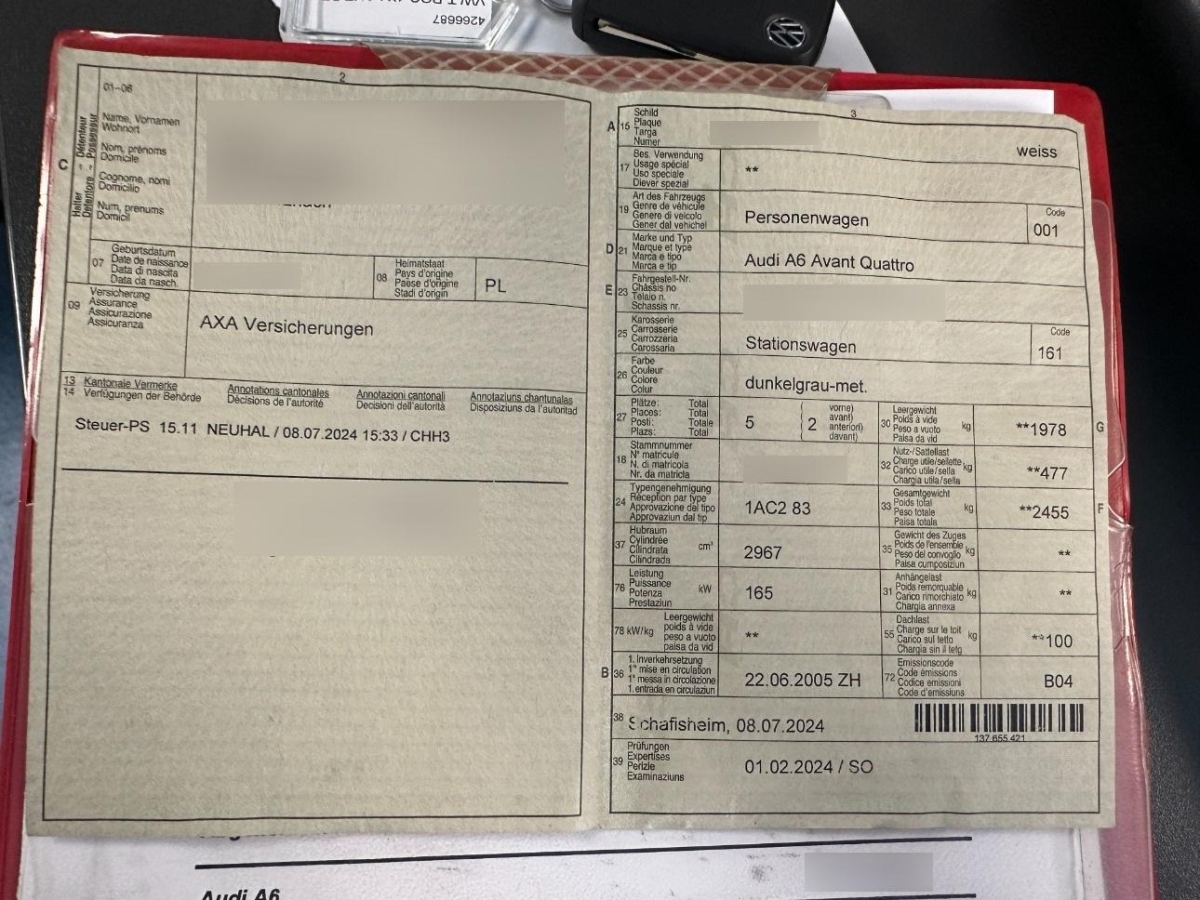 4266687
2
01-06
C
Halter - Détenteur
Detentore - Possessur
Name, Vornamen
Wohnort
Nom, prénoms
Domicile
Cognome, nomi
Domicilio
Num, prenums
Domicil
07
Geburtsdatum
Date de naissance
Data di nascita
Data da nasch.
08
Heimatstaat
Pays d'origine
Paese d'origine
Stadi d'origin
PL
09
Versicherung
Assurance
Assicurazione
Assicuranza
AXA Versicherungen
13 Kantonale Vermerke Annotations cantonales Annotazioni cantonali Annotaziuns chantunales
14 Verfügungen der Behörde Décisions de l'autorité Decisioni dell'autorità Disposiziuns da l'autoritad
Steuer-PS 15.11 NEUHAL / 08.07.2024 15:33 / CHH3
3
A 15
Schild
Plaque
Targa
Numer
weiss
17
Bes. Verwendung
Usage spécial
Uso speciale
Diever spezial
**
19
Art des Fahrzeugs
Genre de véhicule
Genere di veicolo
Gener dal vehichel
Personenwagen
Code
001
D 21
Marke und Typ
Marque et type
Marca e tipo
Marca e tip
Audi A6 Avant Quattro
E 23
Fahrgestell-Nr.
Châssis no
Telaio n.
Schassis nr.
25
Karosserie
Carrosserie
Carrozzeria
Carossaria
Stationswagen
Code
161
26
Farbe
Couleur
Colore
Colur
dunkelgrau-met.
27
Plätze: Total
Places: Total
Posti: Totale
Plazs: Total
5
2
vorne)
avant)
anteriori)
davant)
30
Leergewicht
Poids à vide
Peso a vuoto
Paisa da vid
kg
**1978
G
18
Stammnummer
N° matricule
N. di matricola
Nr. da matricla
32
Nutz-/Sattellast
Charge utile/sellette
Carico utile/sella
Chargia utila/sella
kg
**477
24
Typengenehmigung
Réception par type
Approvazione del tipo
Approvaziun dal tip
1AC2 83
33
Gesamtgewicht
Poids total
Peso totale
Paisa totala
kg
**2455
F
37
Hubraum
Cylindrée
Cilindrata
Cilindrada
cm³
2967
35
Gewicht des Zuges
Poids de l'ensemble
Peso del convoglio
Paisa cumposiziun
kg
**
76
Leistung
Puissance
Potenza
Prestaziun
kW
165
31
Anhängelast
Poids remorquable
Carico rimorchiato
Chargia annexa
kg
**
78 kW/kg
Leergewicht
poids à vide
peso a vuoto
paisa da vid
**
55
Dachlast
Charge sur le toit
Carico sul tetto
Chargia sin il tetg
kg
**100
B 36
1. Inverkehrsetzung
1re mise en circulation
1a messa in circolazione
1. entrada en circulaziun
22.06.2005 ZH
72
Emissionscode
Code émissions
Codice emissioni
Code d'emissiuns
B04
38
Schafisheim, 08.07.2024
137 655 421
39
Prüfungen
Expertises
Perizie
Examinaziuns
01.02.2024 / SO
Audi A6